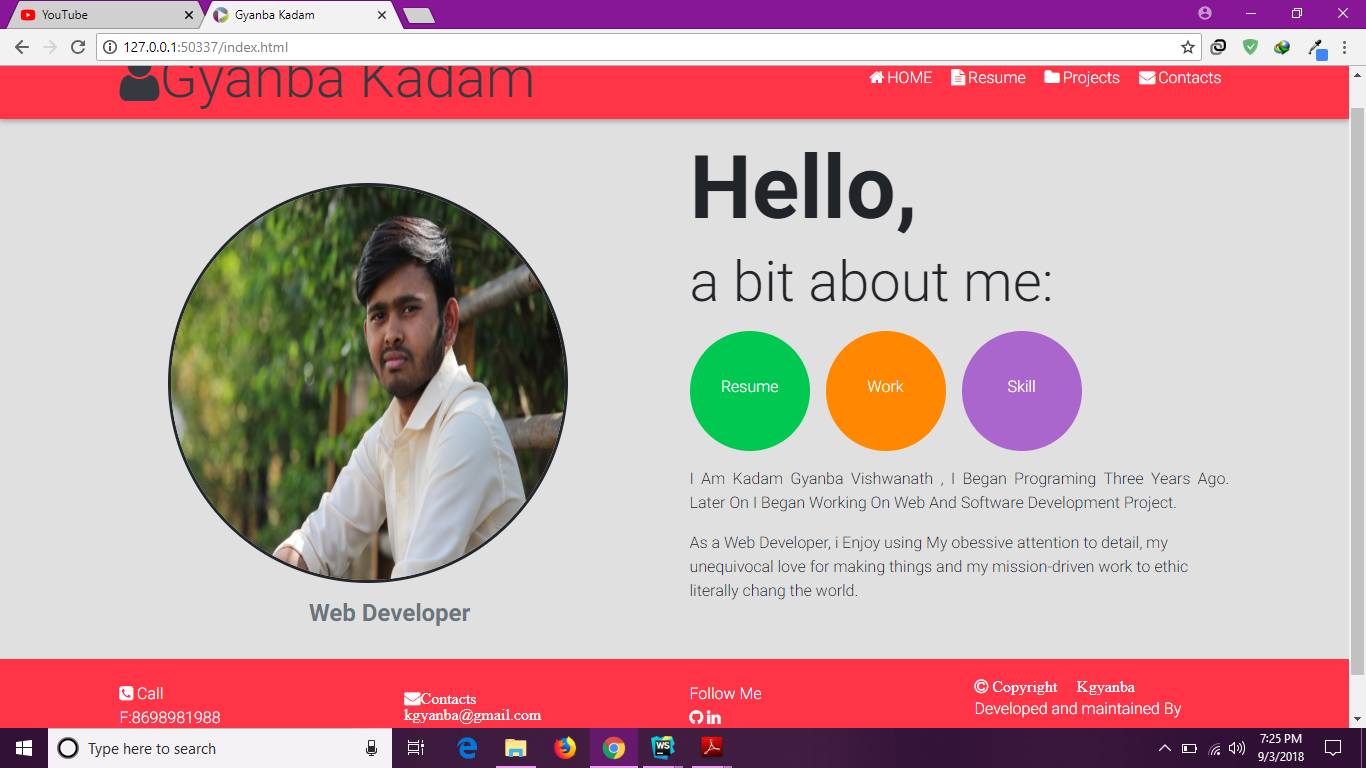 YouTube
Gyanba Kadam
127.0.0.1:50337/index.html
Gyanba Kadam
HOME Resume Projects Contacts
Hello,
a bit about me:
Resume Work Skill
I Am Kadam Gyanba Vishwanath , I Began Programing Three Years Ago.
Later On I Began Working On Web And Software Development Project.
As a Web Developer, i Enjoy using My obessive attention to detail, my
unequivocal love for making things and my mission-driven work to ethic
literally chang the world.
Web Developer
Call
F:8698981988
Contacts
kgyanba@gmail.com
Follow Me
© Copyright Kgyanba
Developed and maintained By
Type here to search
WS
7:25 PM
9/3/2018